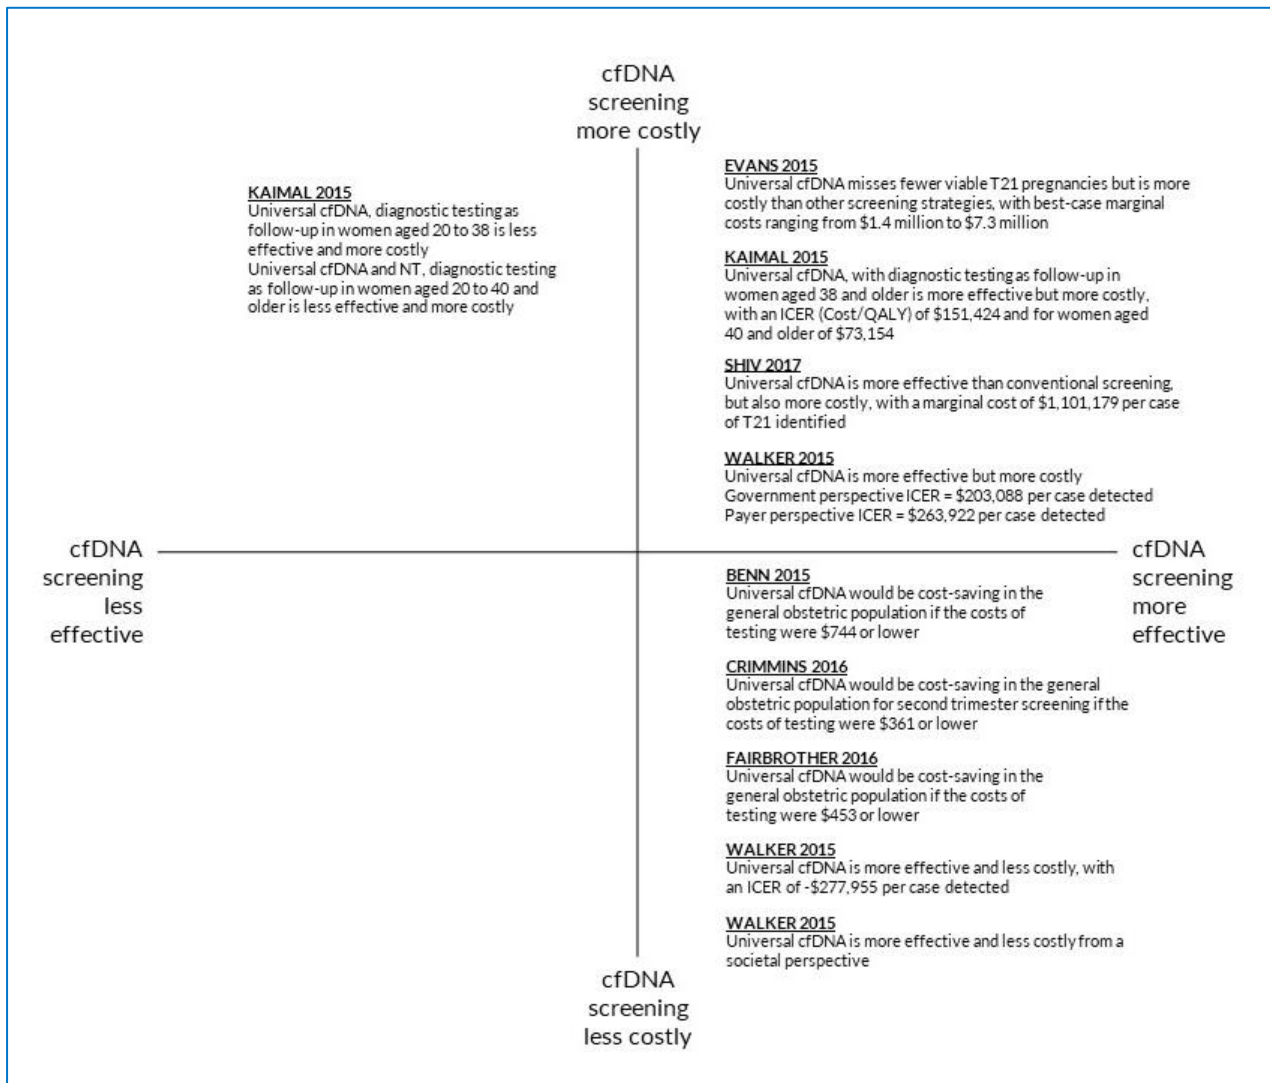 cfDNA
screening
more costly
KAIMAL 2015
Universal cfDNA, diagnostic testing as
follow-up in women aged 20 to 38 is less
effective and more costly
Universal cfDNA and NT, diagnostic testing
as follow-up in women aged 20 to 40 and
older is less effective and more costly
EVANS 2015
Universal cfDNA misses fewer viable T21 pregnancies but is more
costly than other screening strategies, with best-case marginal
costs ranging from $1.4 million to $7.3 million
KAIMAL 2015
Universal cfDNA, with diagnostic testing as follow-up in
women aged 38 and older is more effective but more costly,
with an ICER (Cost/QALY) of $151,424 and for women aged
40 and older of $73,154
SHIV 2017
Universal cfDNA is more effective than conventional screening,
but also more costly, with a marginal cost of $1,101,179 per case
of T21 identified
WALKER 2015
Universal cfDNA is more effective but more costly
Government perspective ICER = $203,088 per case detected
Payer perspective ICER = $263,922 per case detected
cfDNA
screening
less
effective
cfDNA
screening
more
effective
BENN 2015
Universal cfDNA would be cost-saving in the
general obstetric population if the costs of
testing were $744 or lower
CRIMMINS 2016
Universal cfDNA would be cost-saving in the general
obstetric population for second trimester screening if the
costs of testing were $361 or lower
FAIRBROTHER 2016
Universal cfDNA would be cost-saving in the
general obstetric population if the costs of
testing were $453 or lower
WALKER 2015
Universal cfDNA is more effective and less costly, with
an ICER of -$277,955 per case detected
WALKER 2015
Universal cfDNA is more effective and less costly from a
societal perspective
cfDNA
screening
less costly